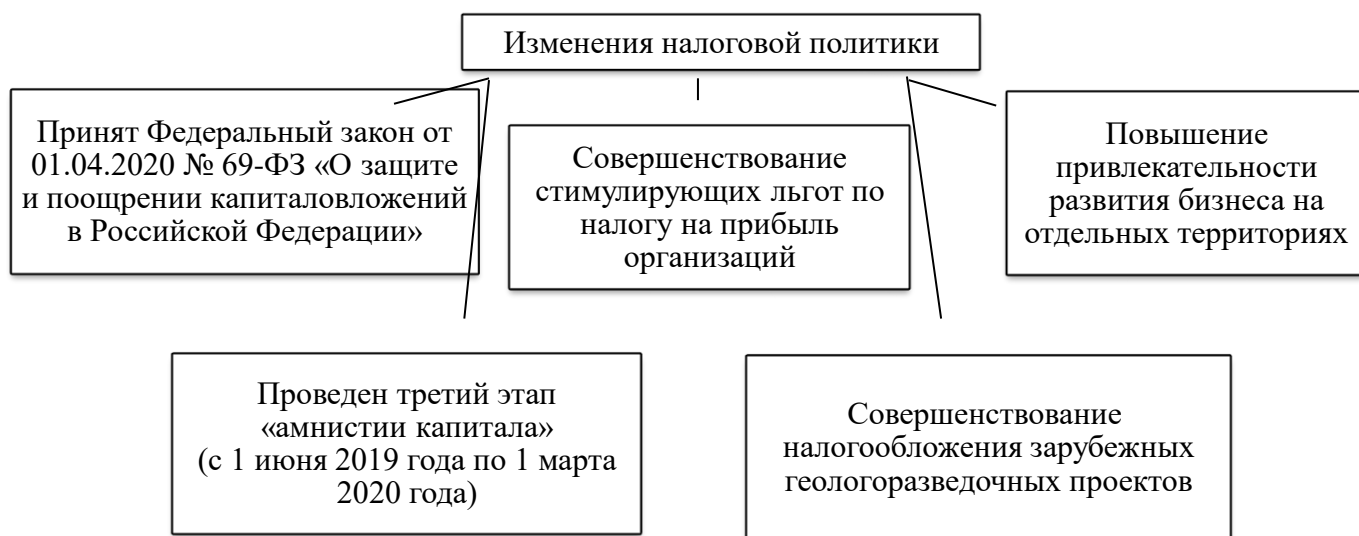 Изменения налоговой политики
Принят Федеральный закон от
01.04.2020 № 69-ФЗ «О защите
и поощрении капиталовложений
в Российской Федерации»
Совершенствование
стимулирующих льгот по
налогу на прибыль
организаций
Повышение
привлекательности
развития бизнеса на
отдельных территориях
Проведен третий этап
«амнистии капитала»
(с 1 июня 2019 года по 1 марта
2020 года)
Совершенствование
налогообложения зарубежных
геологоразведочных проектов